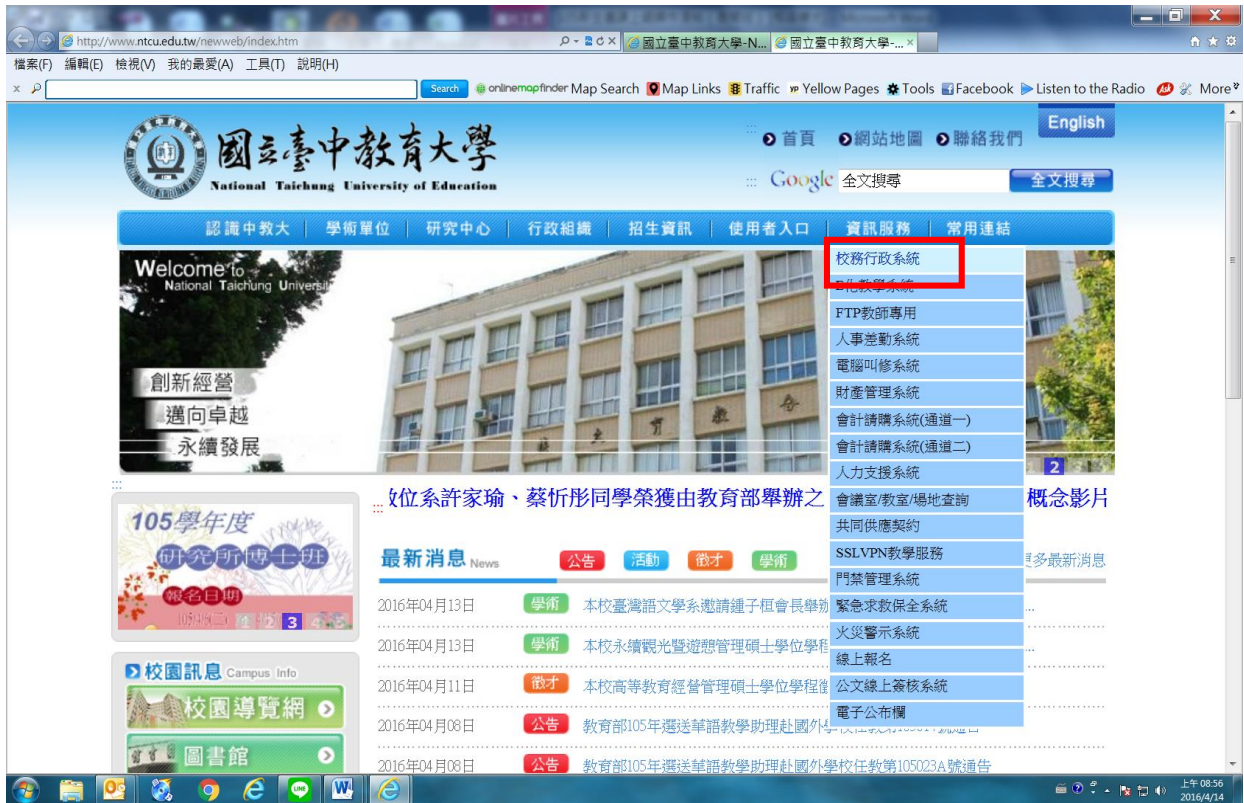 http://www.ntcu.edu.tw/newweb/index.htm
國立臺中教育大學-N...
國立臺中教育大學-...
檔案(F) 編輯(E) 檢視(V) 我的最愛(A) 工具(T) 說明(H)
Search onlinemapfinder Map Search Map Links Traffic Yellow Pages Tools Facebook Listen to the Radio More
English
國立臺中教育大學
National Taichung University of Education
首頁 網站地圖 聯絡我們
Google 全文搜尋 全文搜尋
認識中教大 學術單位 研究中心 行政組織 招生資訊 使用者入口 資訊服務 常用連結
Welcome to
National Taichung Universi
創新經營
邁向卓越
永續發展
校務行政系統
E化教學系統
FTP教師專用
人事差勤系統
電腦叫修系統
財產管理系統
會計請購系統(通道一)
會計請購系統(通道二)
人力支援系統
會議室/教室/場地查詢
共同供應契約
SSLVPN教學服務
門禁管理系統
緊急求救保全系統
火災警示系統
線上報名
公文線上簽核系統
電子公布欄
2
位系許家瑜、蔡忻彤同學榮獲由教育部舉辦之
概念影片
105學年度
研究所博士班
報名日期
1 2 3 4
最新消息 News 公告 活動 徵才 學術
多最新消息
2016年04月13日 學術 本校臺灣語文學系邀請鍾子桓會長舉辦 ...
2016年04月13日 學術 本校永續觀光暨遊憩管理碩士學位學程 ...
2016年04月11日 徵才 本校高等教育經營管理碩士學位學程徵
2016年04月08日 公告 教育部105年選送華語教學助理赴國外學校任教第105014號通告
2016年04月08日 公告 教育部105年選送華語教學助理赴國外學校任教第105023A號通告
校園訊息 Campus Info
校園導覽網
圖書館
上午 08:56
2016/4/14